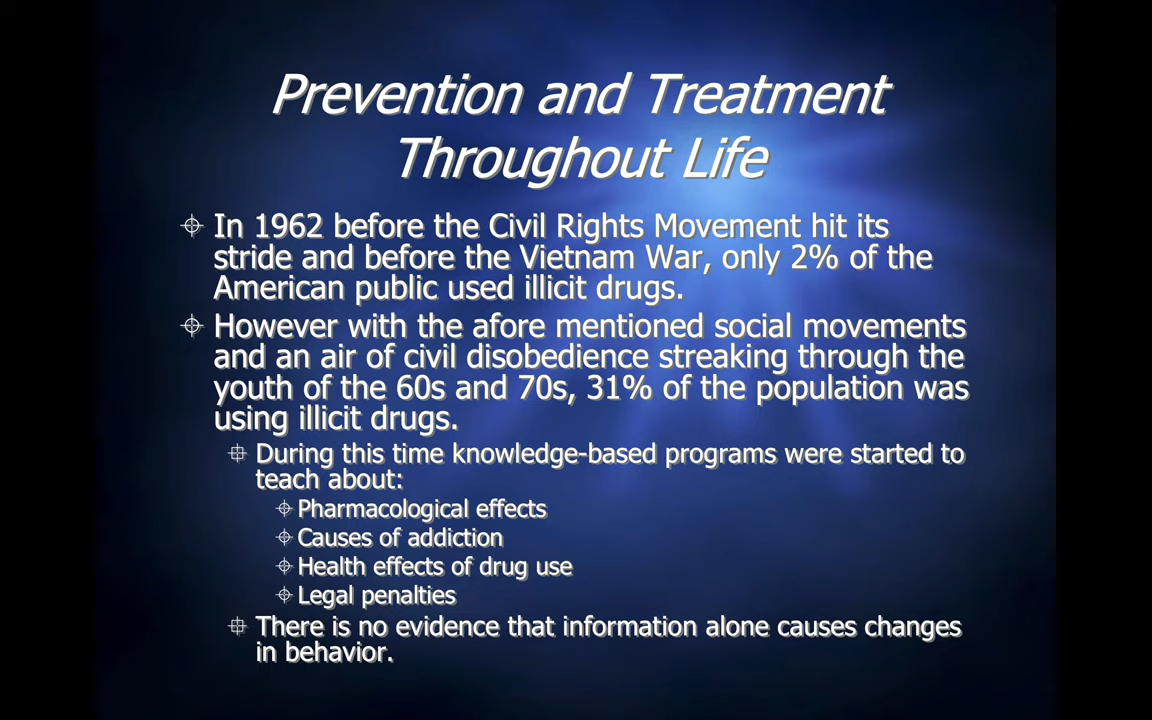 Prevention and Treatment
Throughout Life
In 1962 before the Civil Rights Movement hit its
stride and before the Vietnam War, only 2% of the
American public used illicit drugs.
However with the afore mentioned social movements
and an air of civil disobedience streaking through the
youth of the 60s and 70s, 31% of the population was
using illicit drugs.
During this time knowledge-based programs were started to
teach about:
Pharmacological effects
Causes of addiction
Health effects of drug use
Legal penalties
There is no evidence that information alone causes changes
in behavior.